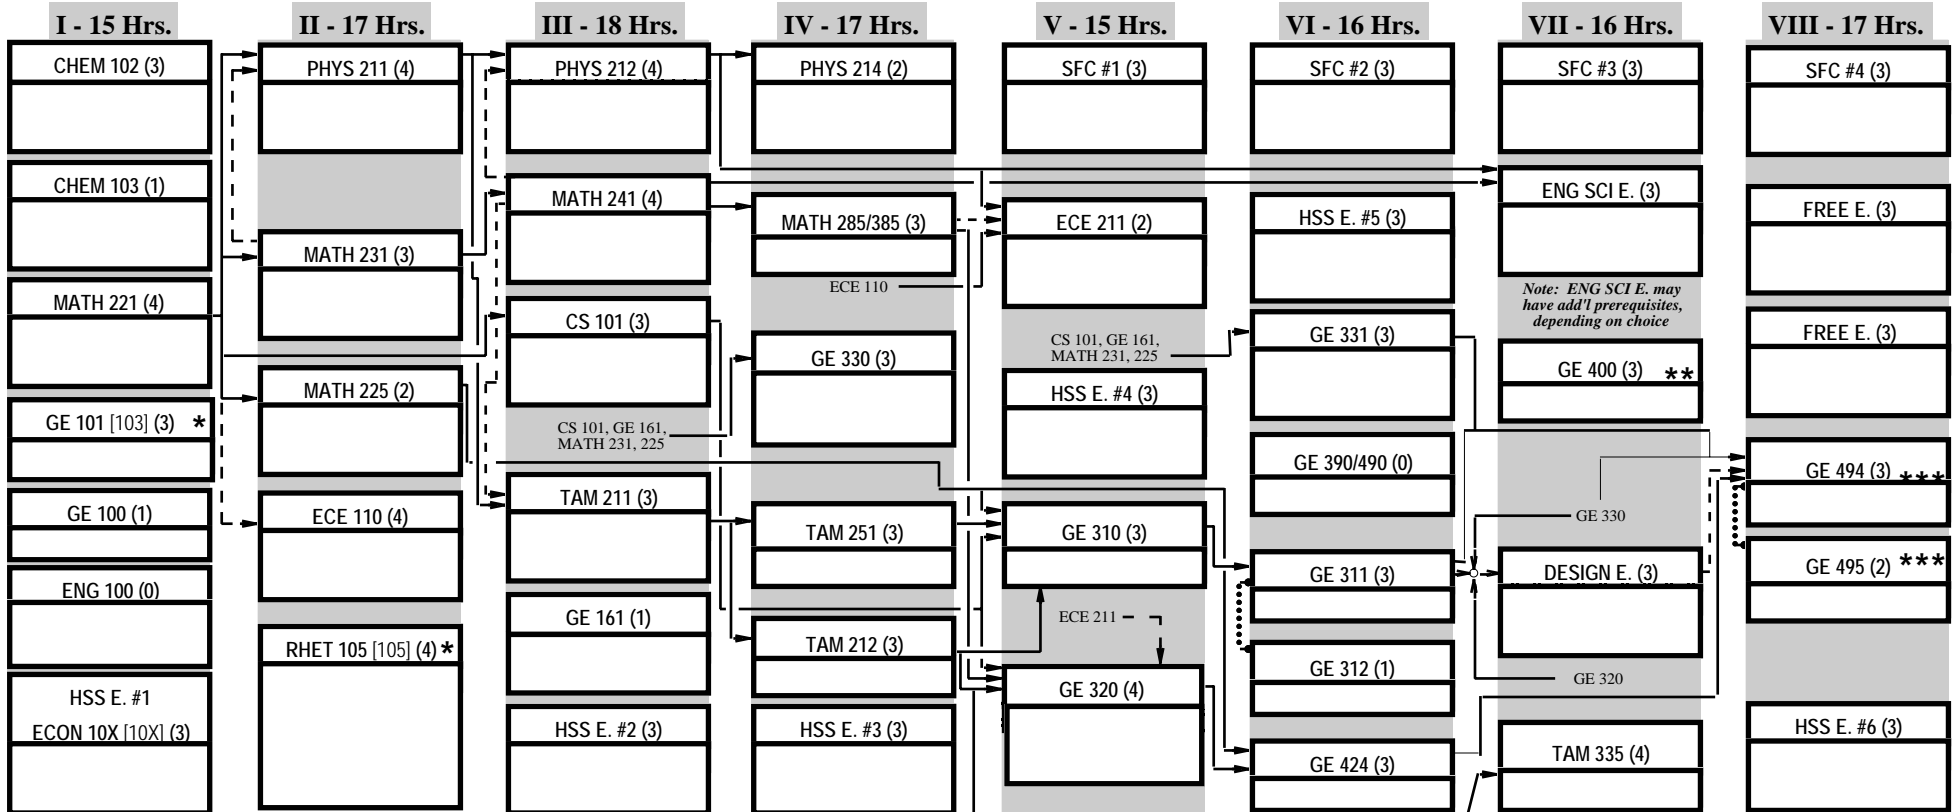 I - 15 Hrs.
CHEM 102 (3)
CHEM 103 (1)
MATH 221 (4)
GE 101 [103] (3) *
GE 100 (1)
ENG 100 (0)
HSS E. #1
ECON 10X [10X] (3)
II - 17 Hrs.
PHYS 211 (4)
MATH 231 (3)
MATH 225 (2)
ECE 110 (4)
RHET 105 [105] (4) *
III - 18 Hrs.
PHYS 212 (4)
MATH 241 (4)
CS 101 (3)
CS 101, GE 161,
MATH 231, 225
TAM 211 (3)
GE 161 (1)
HSS E. #2 (3)
IV - 17 Hrs.
PHYS 214 (2)
MATH 285/385 (3)
ECE 110
GE 330 (3)
TAM 251 (3)
TAM 212 (3)
HSS E. #3 (3)
V - 15 Hrs.
SFC #1 (3)
ECE 211 (2)
CS 101, GE 161,
MATH 231, 225
HSS E. #4 (3)
GE 310 (3)
ECE 211
GE 320 (4)
VI - 16 Hrs.
SFC #2 (3)
HSS E. #5 (3)
GE 331 (3)
GE 390/490 (0)
GE 311 (3)
GE 312 (1)
GE 424 (3)
VII - 16 Hrs.
SFC #3 (3)
ENG SCI E. (3)
Note: ENG SCI E. may
have add'l prerequisites,
depending on choice
GE 400 (3) **
GE 330
DESIGN E. (3)
GE 320
TAM 335 (4)
VIII - 17 Hrs.
SFC #4 (3)
FREE E. (3)
FREE E. (3)
GE 494 (3) ***
GE 495 (2) ***
HSS E. #6 (3)